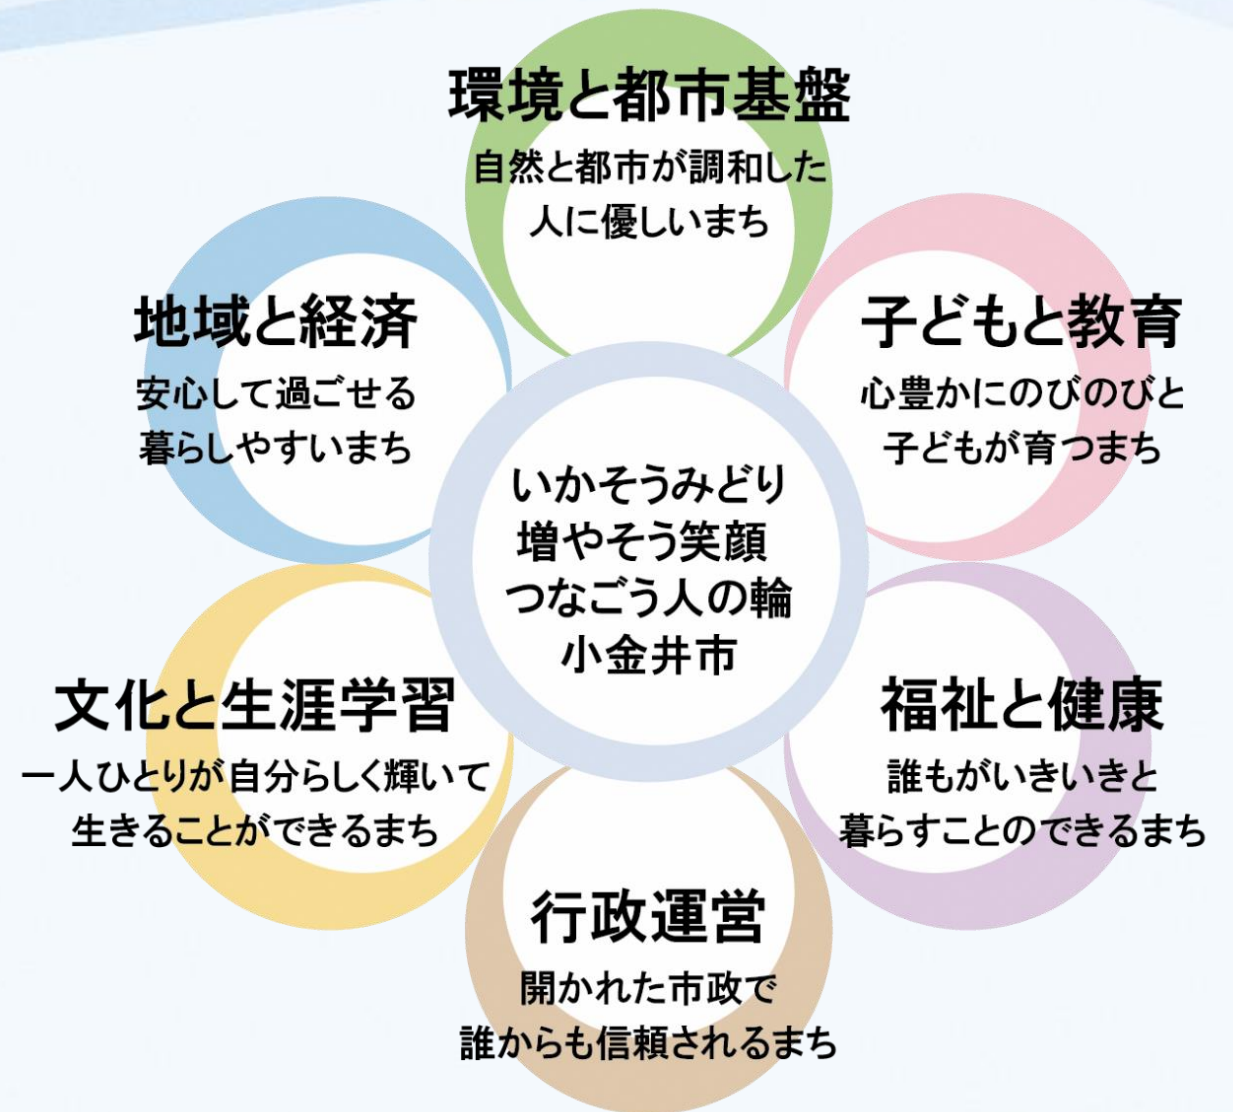 環境と都市基盤
自然と都市が調和した
人に優しいまち
地域と経済
安心して過ごせる
暮らしやすいまち
子どもと教育
心豊かにのびのびと
子どもが育つまち
いかそうみどり
増やそう笑顔
つなごう人の輪
小金井市
文化と生涯学習
一人ひとりが自分らしく輝いて
生きることができるまち
福祉と健康
誰もがいきいきと
暮らすことのできるまち
行政運営
開かれた市政で
誰からも信頼されるまち